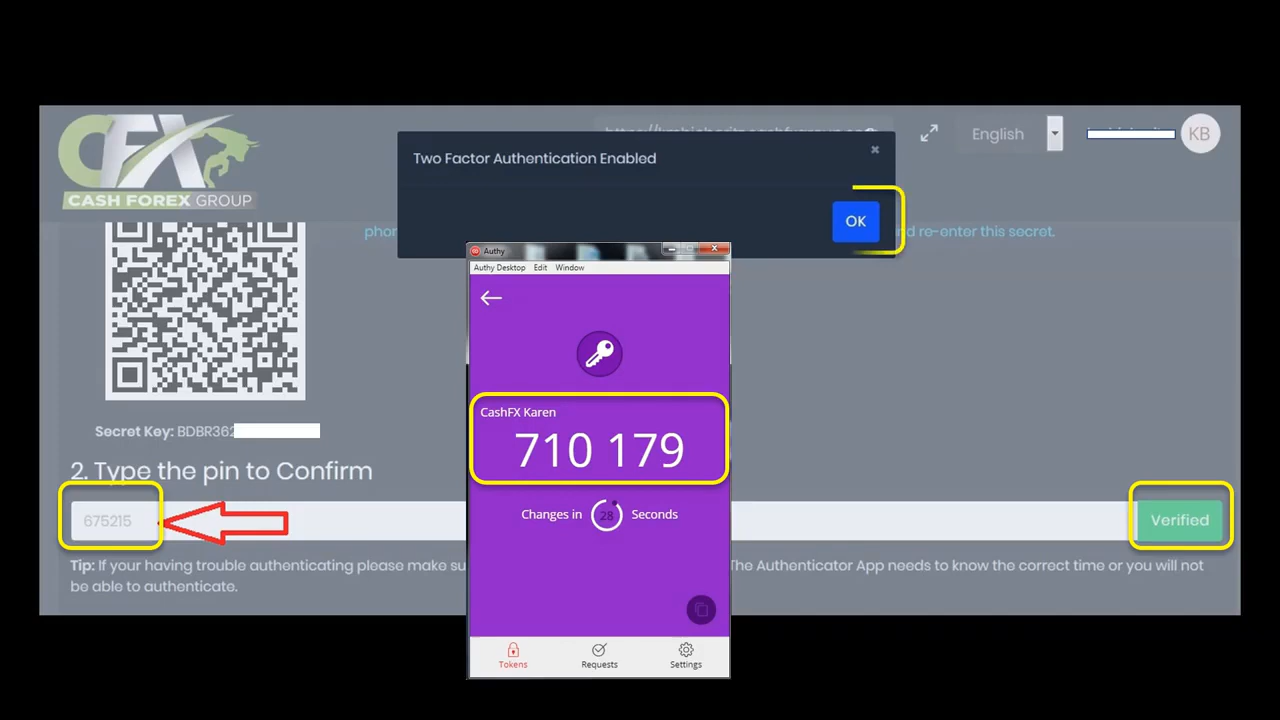 CFX
CASH FOREX GROUP
English
KB
Two Factor Authentication Enabled
OK
nd re-enter this secret.
Authy
Authy Desktop Edit Window
CashFX Karen
710 179
Changes in 28 Seconds
Tokens Requests Settings
Secret Key: BDBR362
2. Type the pin to Confirm
675215
Verified
Tip: If your having trouble authenticating please make su
The Authenticator App needs to know the correct time or you will not
be able to authenticate.